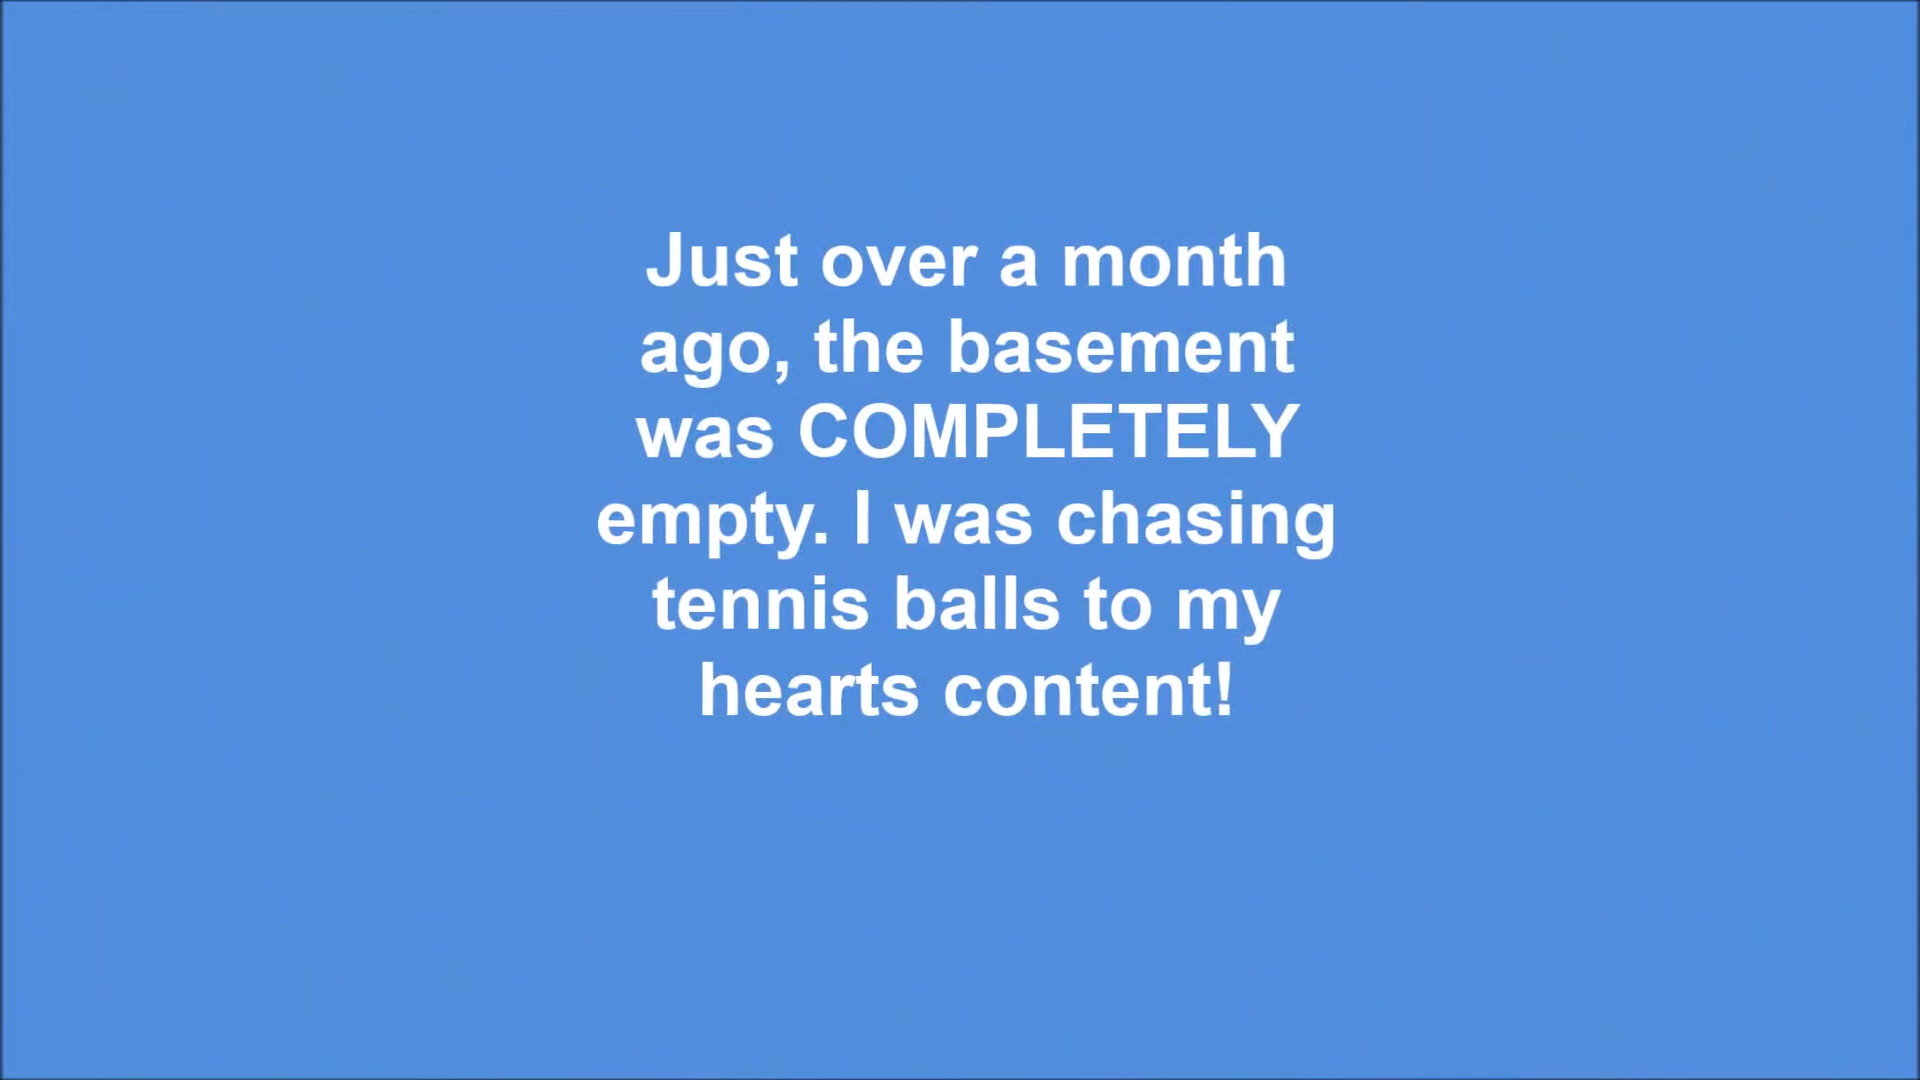 Just over a month
ago, the basement
was COMPLETELY
empty. I was chasing
tennis balls to my
hearts content!